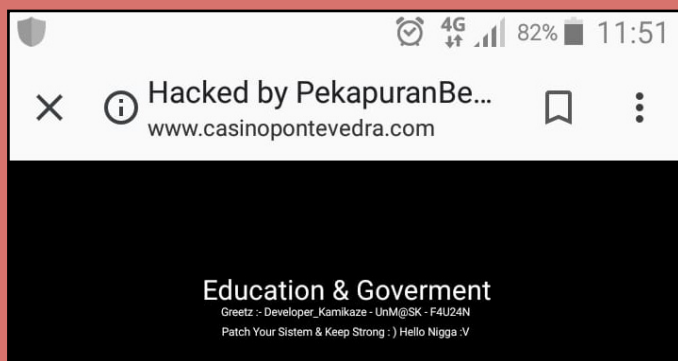 4G 82% 11:51
Hacked by PekapuranBe...
www.casinopontevedra.com
Education & Goverment
Greetz :- Developer_Kamikaze - UnM@SK - F4U24N
Patch Your Sistem & Keep Strong : ) Hello Nigga :V